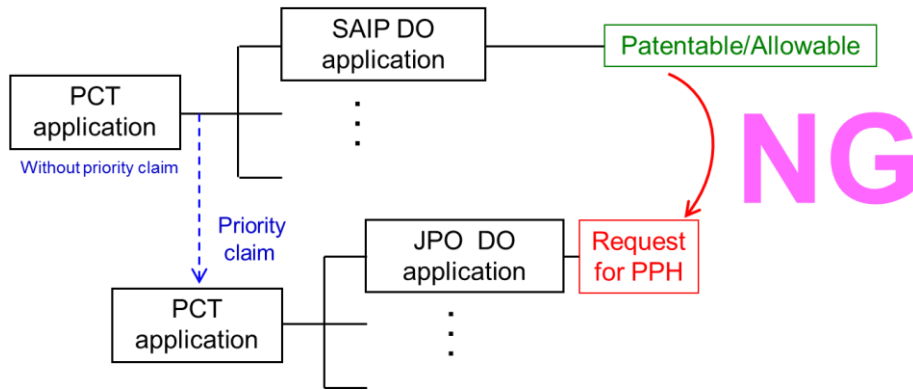 SAIP DO
application
Patentable/Allowable
PCT
application
Without priority claim
NG
Priority
claim
JPO DO
application
Request
for PPH
PCT
application